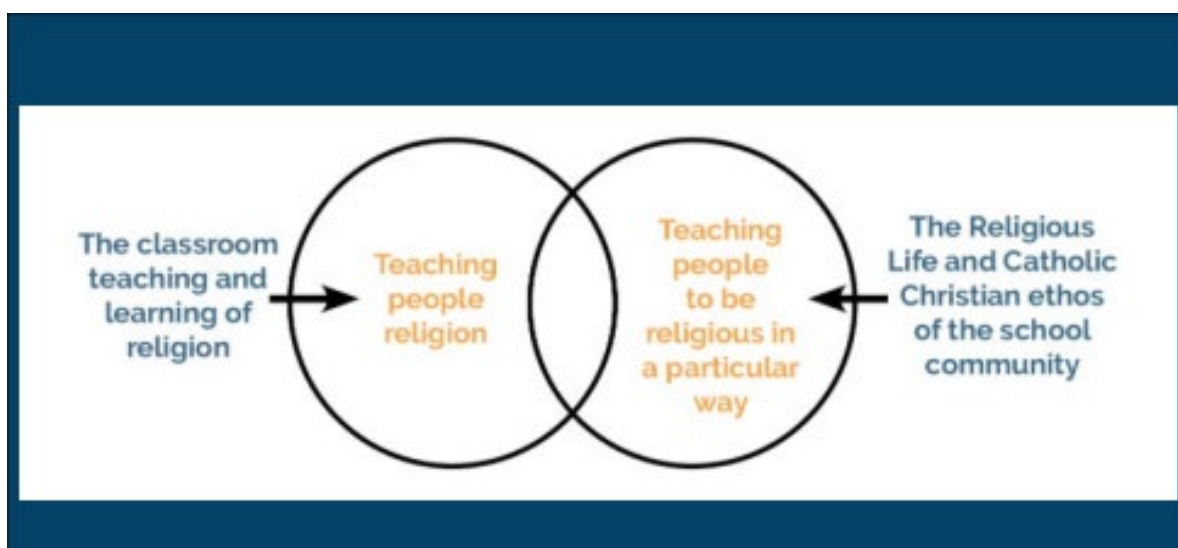 The classroom
teaching and
learning of
religion
Teaching
people
religion
Teaching
people
to be
religious in
a particular
way
The Religious
Life and Catholic
Christian ethos
of the school
community